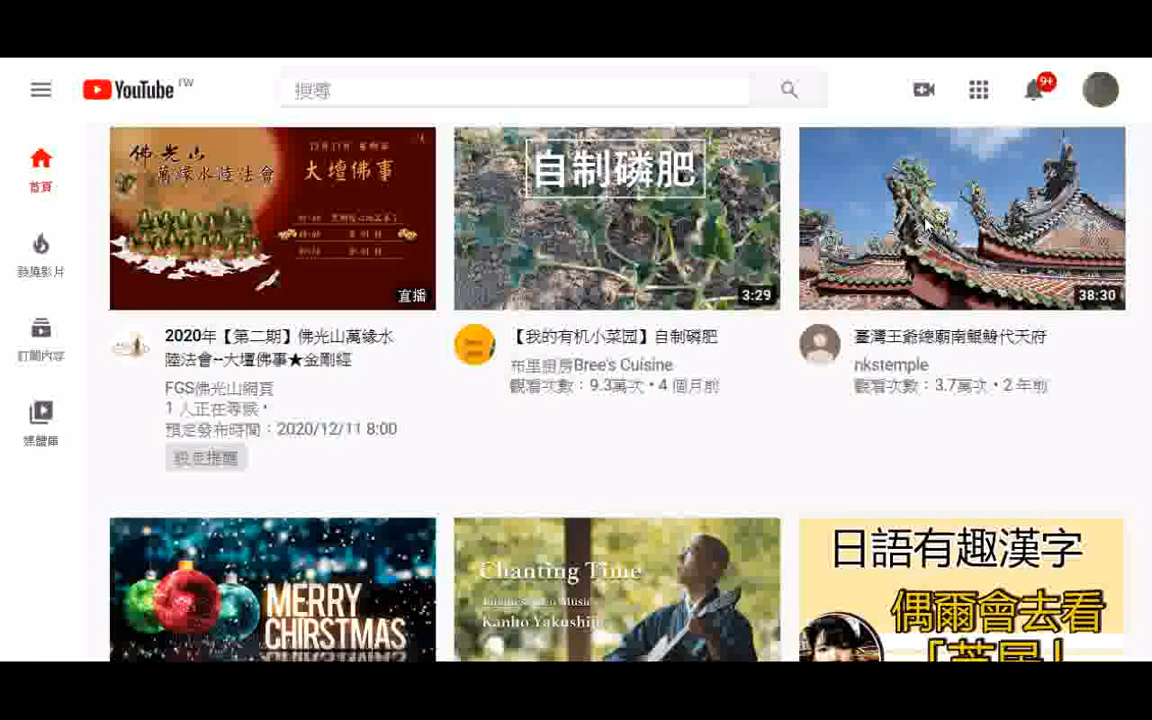 YouTube TW
搜尋
9+
首頁
發燒影片
訂閱內容
媒體庫
佛光山
萬緣水陸法會
大壇佛事
直播
自制磷肥
3:29
38:30
2020年【第二期】佛光山萬緣水
陸法會--大壇佛事★金剛經
FGS佛光山網頁
1 人正在等候・
預定發布時間：2020/12/11 8:00
設定提醒
【我的有机小菜园】自制磷肥
布里厨房Bree's Cuisine
觀看次數：9.3萬次・4 個月前
臺灣王爺總廟南鯤鯓代天府
nkstemple
觀看次數：3.7萬次・2 年前
MERRY
CHIRSTMAS
Chanting Time
Kanho Yakushiji
日語有趣漢字
偶爾會去看